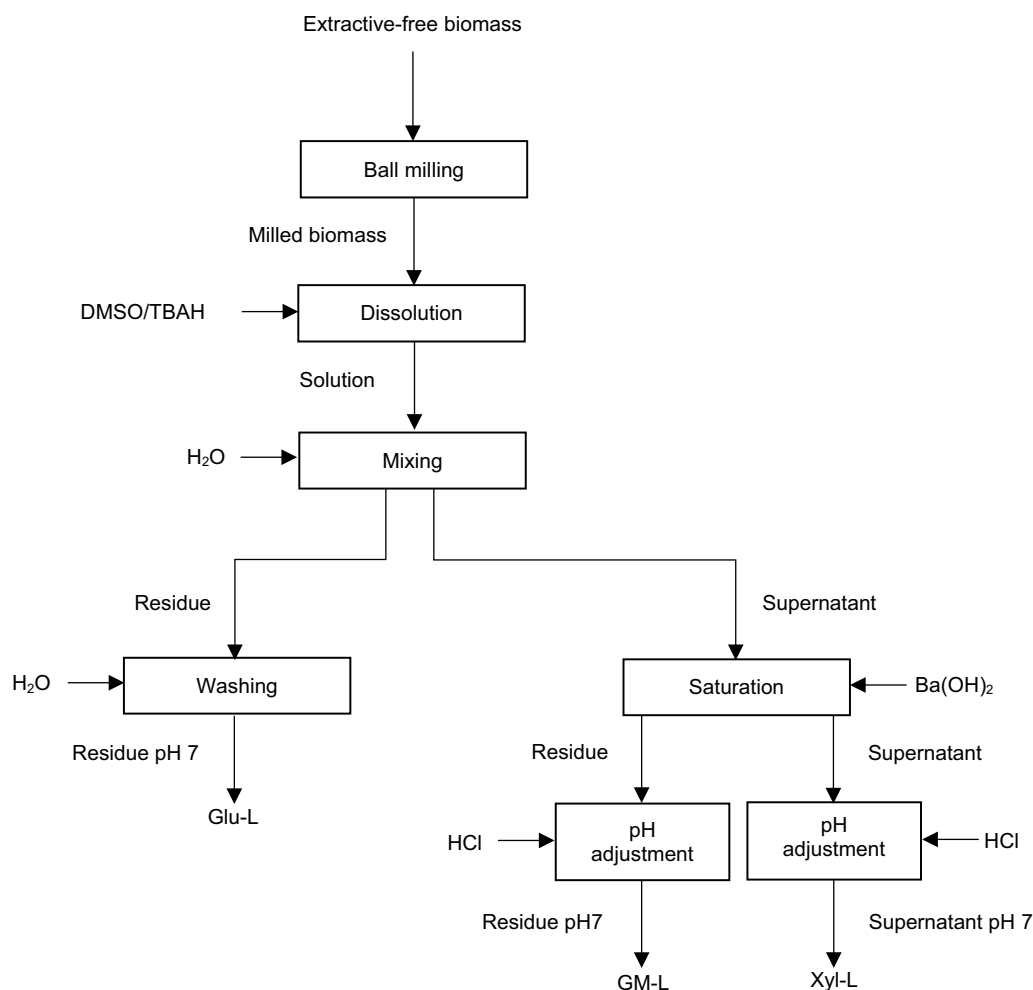 Extractive-free biomass
Ball milling
Milled biomass
DMSO/TBAH
Dissolution
Solution
H₂O
Mixing
Residue
Supernatant
H₂O
Washing
Saturation
Ba(OH)₂
Residue pH 7
Residue
Supernatant
Glu-L
HCl
pH
adjustment
pH
adjustment
HCl
Residue pH7
Supernatant pH 7
GM-L
Xyl-L